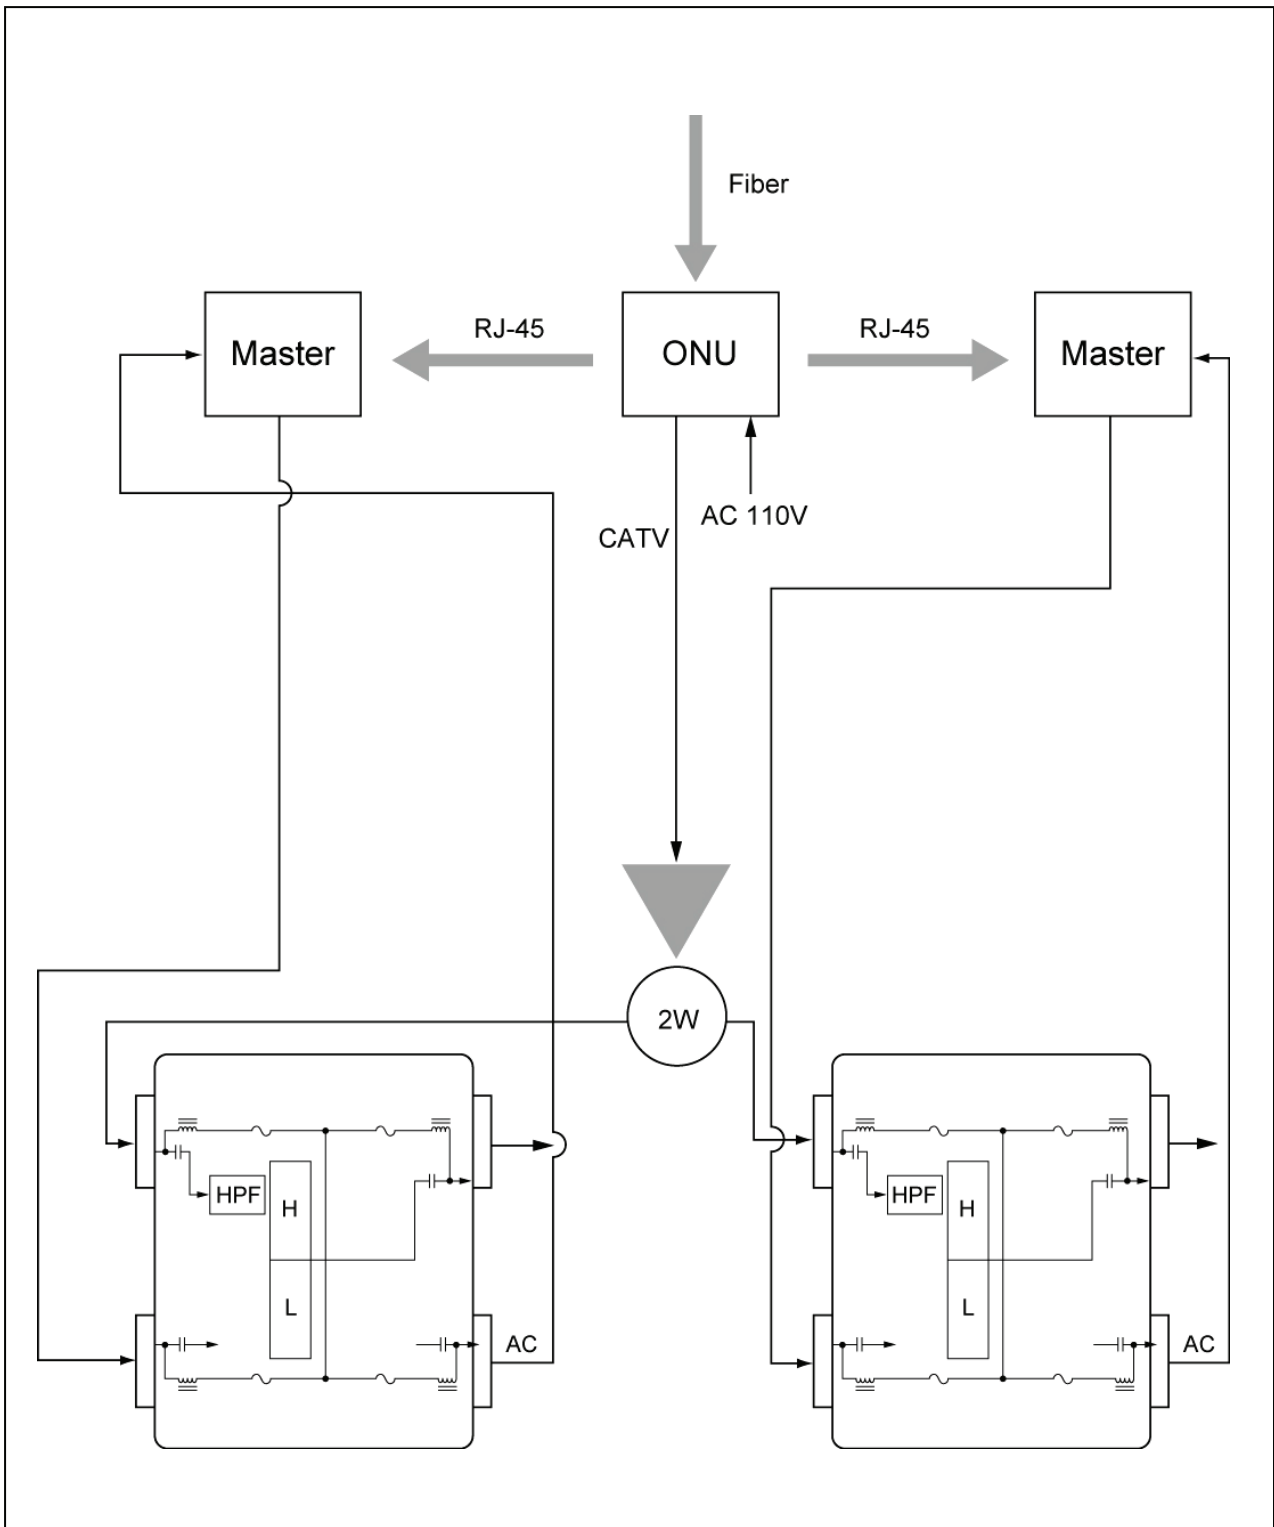 Fiber
RJ-45
RJ-45
Master
ONU
Master
AC 110V
CATV
2W
HPF
H
L
AC
HPF
H
L
AC